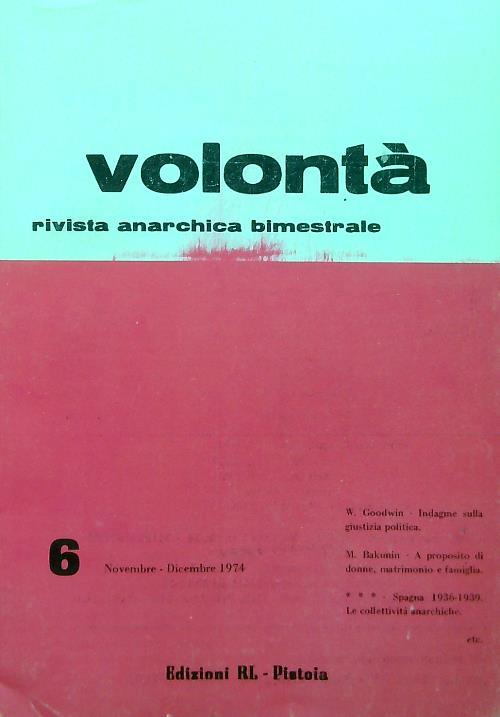 volontà
rivista anarchica bimestrale
W. Goodwin - Indagine sulla
giustizia politica.
M. Bakunin - A proposito di
donne, matrimonio e famiglia.
* * * - Spagna 1936-1939.
Le collettività anarchiche.
etc.
6 Novembre - Dicembre 1974
Edizioni RL - Pistoia